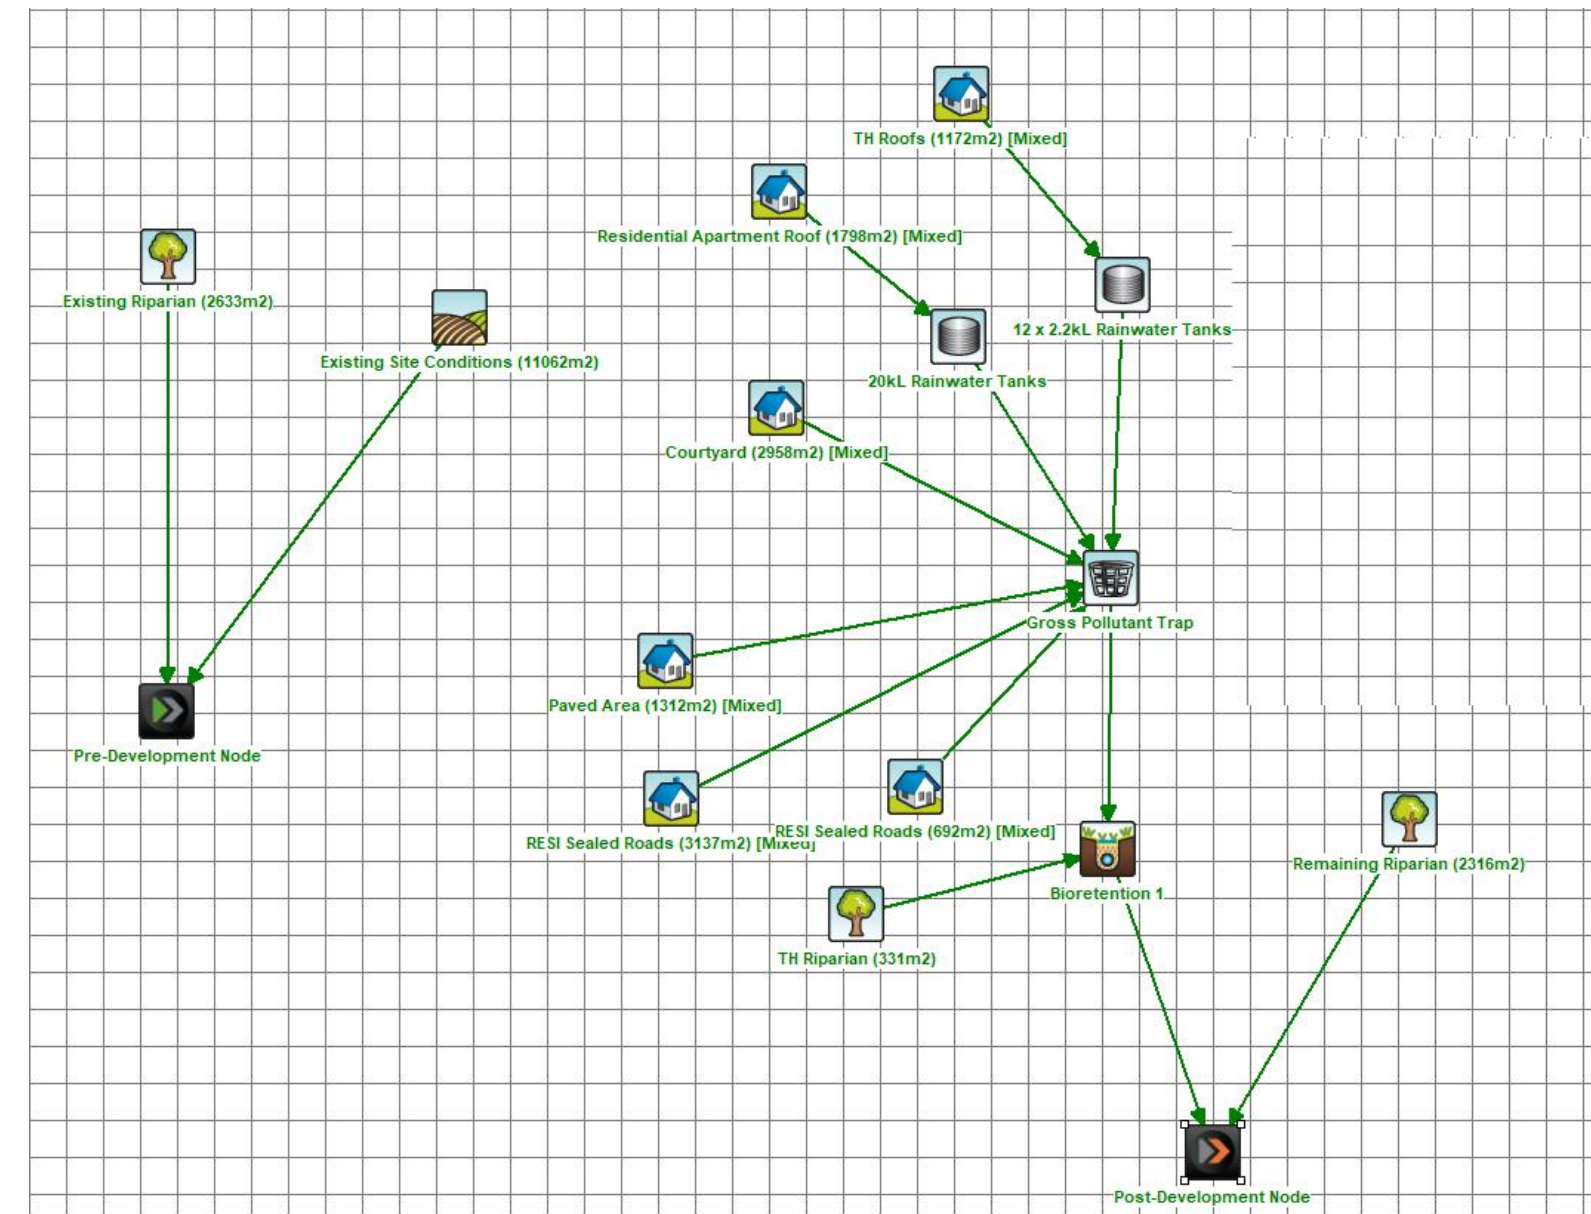 TH Roofs (1172m2) [Mixed]
Residential Apartment Roof (1798m2) [Mixed]
Existing Riparian (2633m2)
12 x 2.2kL Rainwater Tanks
Existing Site Conditions (11062m2)
20kL Rainwater Tanks
Courtyard (2958m2) [Mixed]
Gross Pollutant Trap
Paved Area (1312m2) [Mixed]
Pre-Development Node
RESI Sealed Roads (692m2) [Mixed]
RESI Sealed Roads (3137m2) [Mixed]
Remaining Riparian (2316m2)
Bioretention 1
TH Riparian (331m2)
Post-Development Node